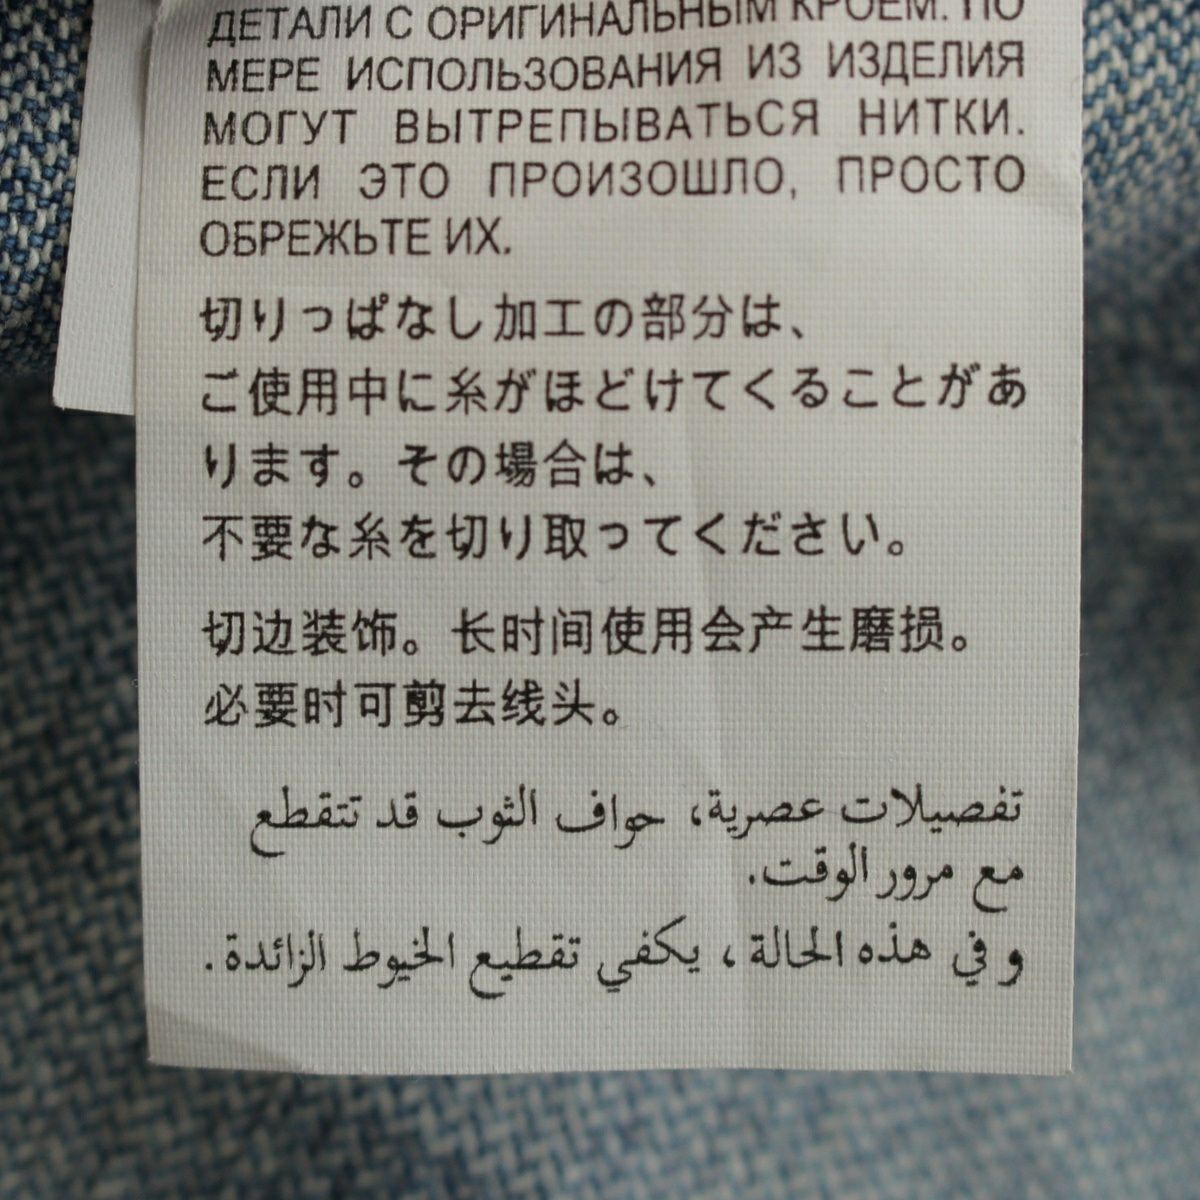 ДЕТАЛИ С ОРИГИНАЛЬНЫМ КРОЕМ. ПО
МЕРЕ ИСПОЛЬЗОВАНИЯ ИЗ ИЗДЕЛИЯ
МОГУТ ВЫТРЕПЫВАТЬСЯ НИТКИ.
ЕСЛИ ЭТО ПРОИЗОШЛО, ПРОСТО
ОБРЕЖЬТЕ ИХ.
切りっぱなし加工の部分は、
ご使用中に糸がほどけてくることがあ
ります。その場合は、
不要な糸を切り取ってください。
切边装饰。长时间使用会产生磨损。
必要时可剪去线头。
تفصيلات عصرية، حواف الثوب قد تتقطع
مع مرور الوقت.
و في هذه الحالة، يكفي تقطيع الخيوط الزائدة.